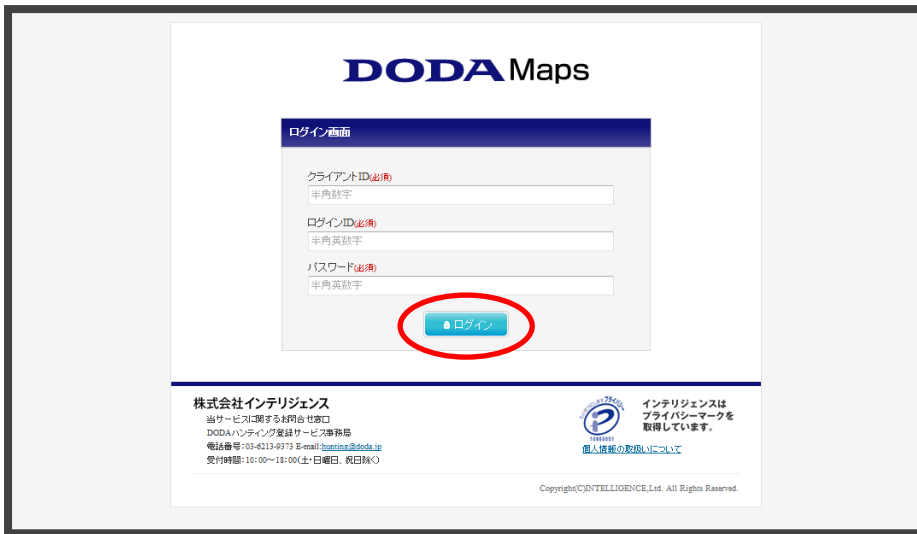 DODA Maps
ログイン画面
クライアントID(必須)
半角数字
ログインID(必須)
半角英数字
パスワード(必須)
半角英数字
ログイン
株式会社インテリジェンス
当サービスに関するお問合せ窓口
DODAハンティング登録サービス事務局
電話番号:03-6213-9373 E-mail:hunting@doda.jp
受付時間:10:00~18:00(土・日曜日、祝日除く)
インテリジェンスは
プライバシーマークを
取得しています。
個人情報の取扱いについて
Copyright(C)INTELLIGENCE,Ltd. All Rights Reserved.